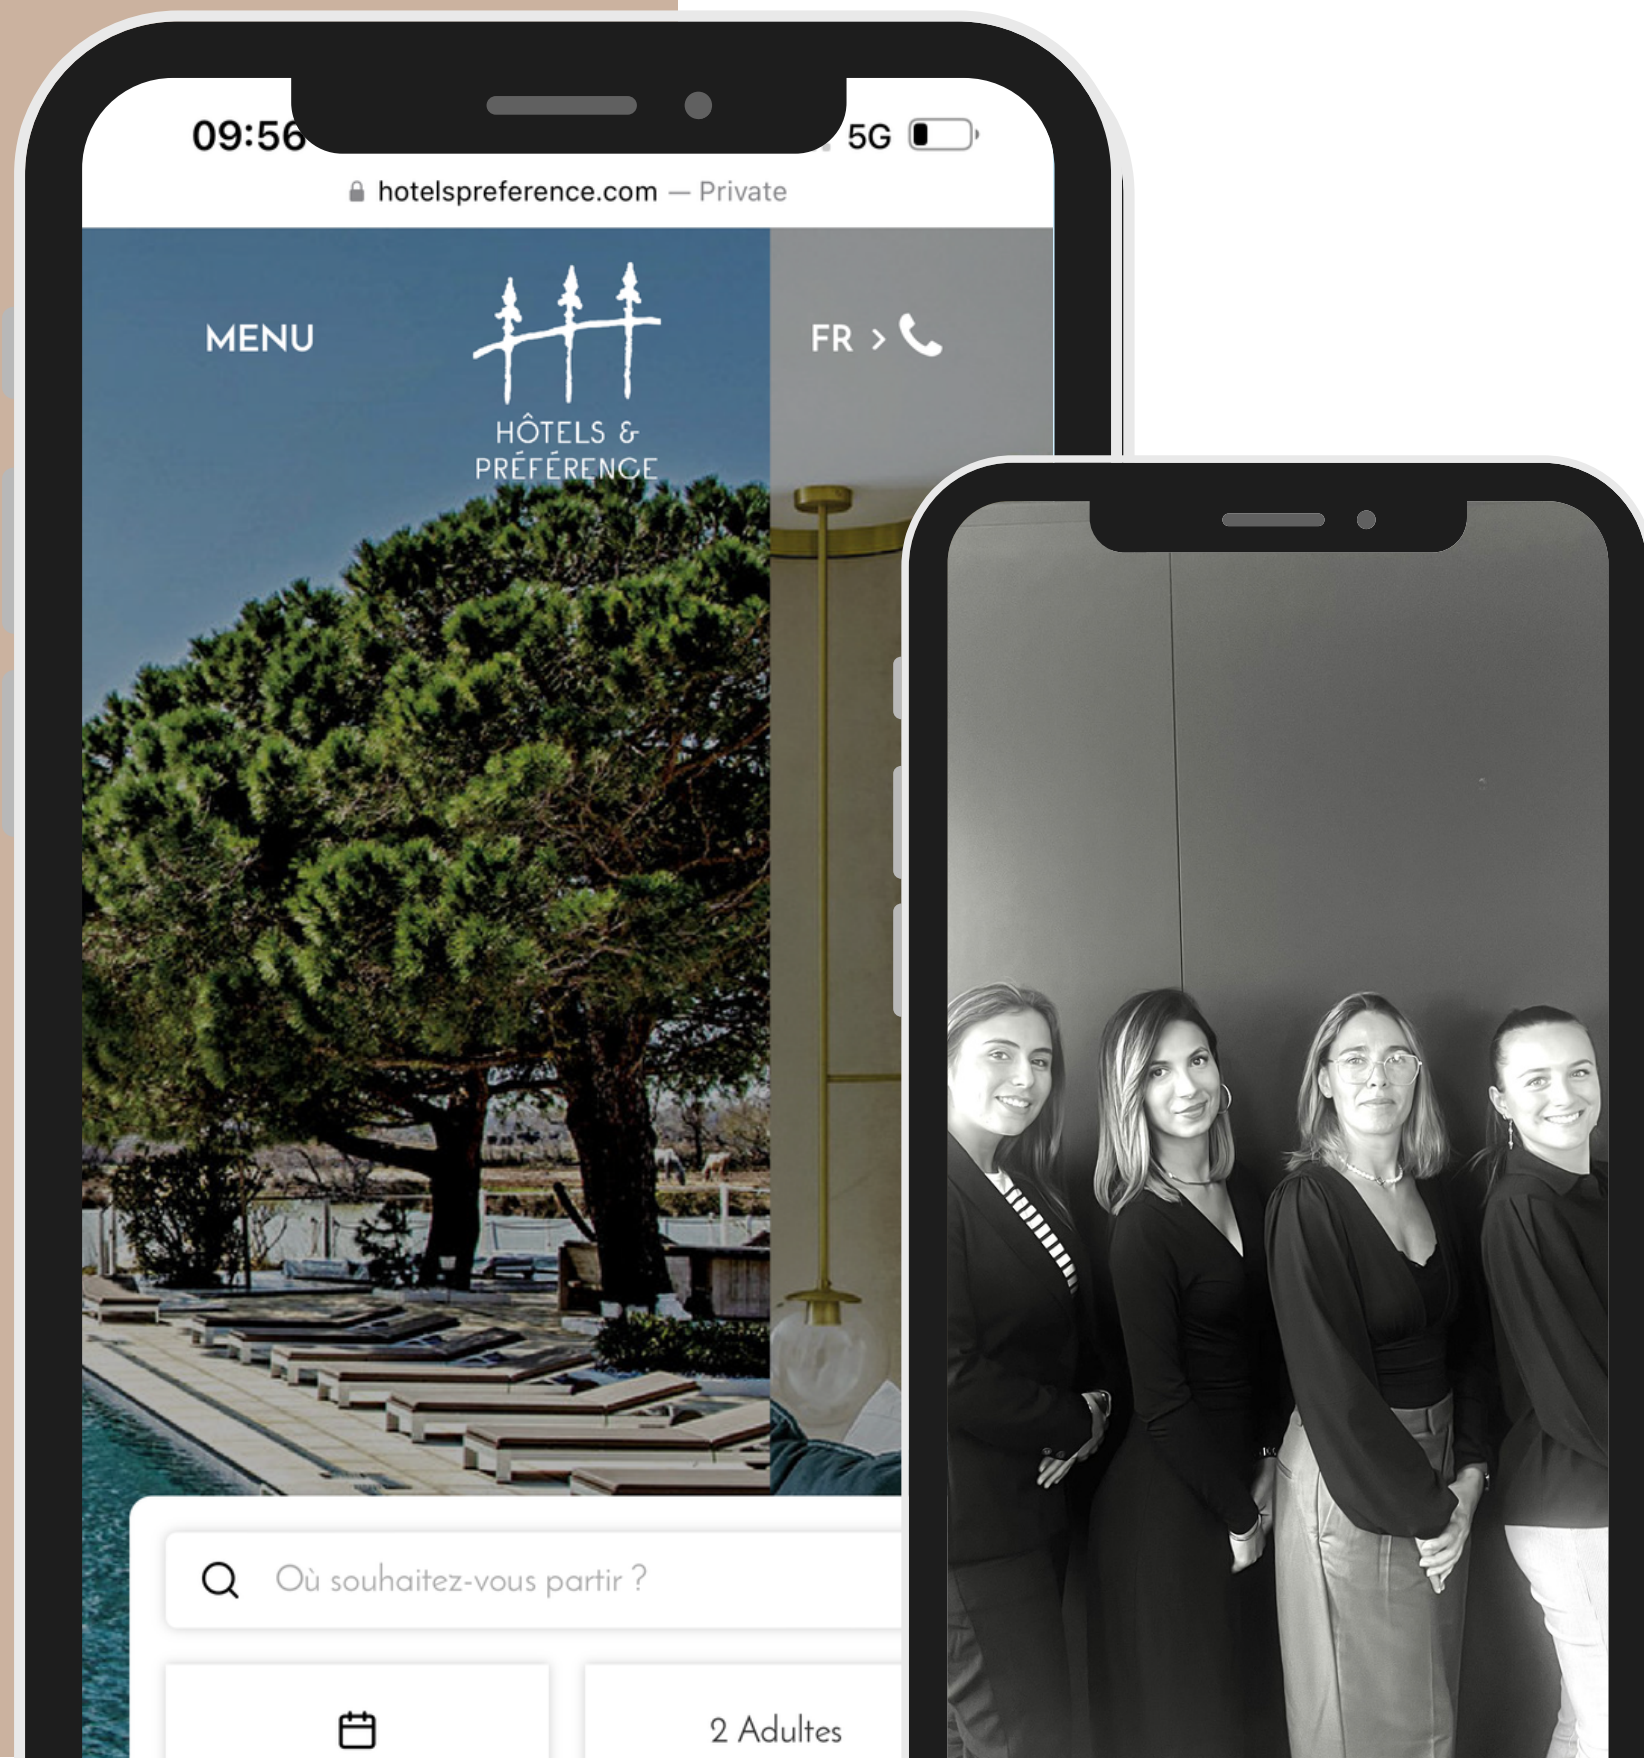 09:56
5G
hotelspreference.com — Private
MENU
FR >
HÔTELS &
PRÉFÉRENCE
Où souhaitez-vous partir ?
2 Adultes